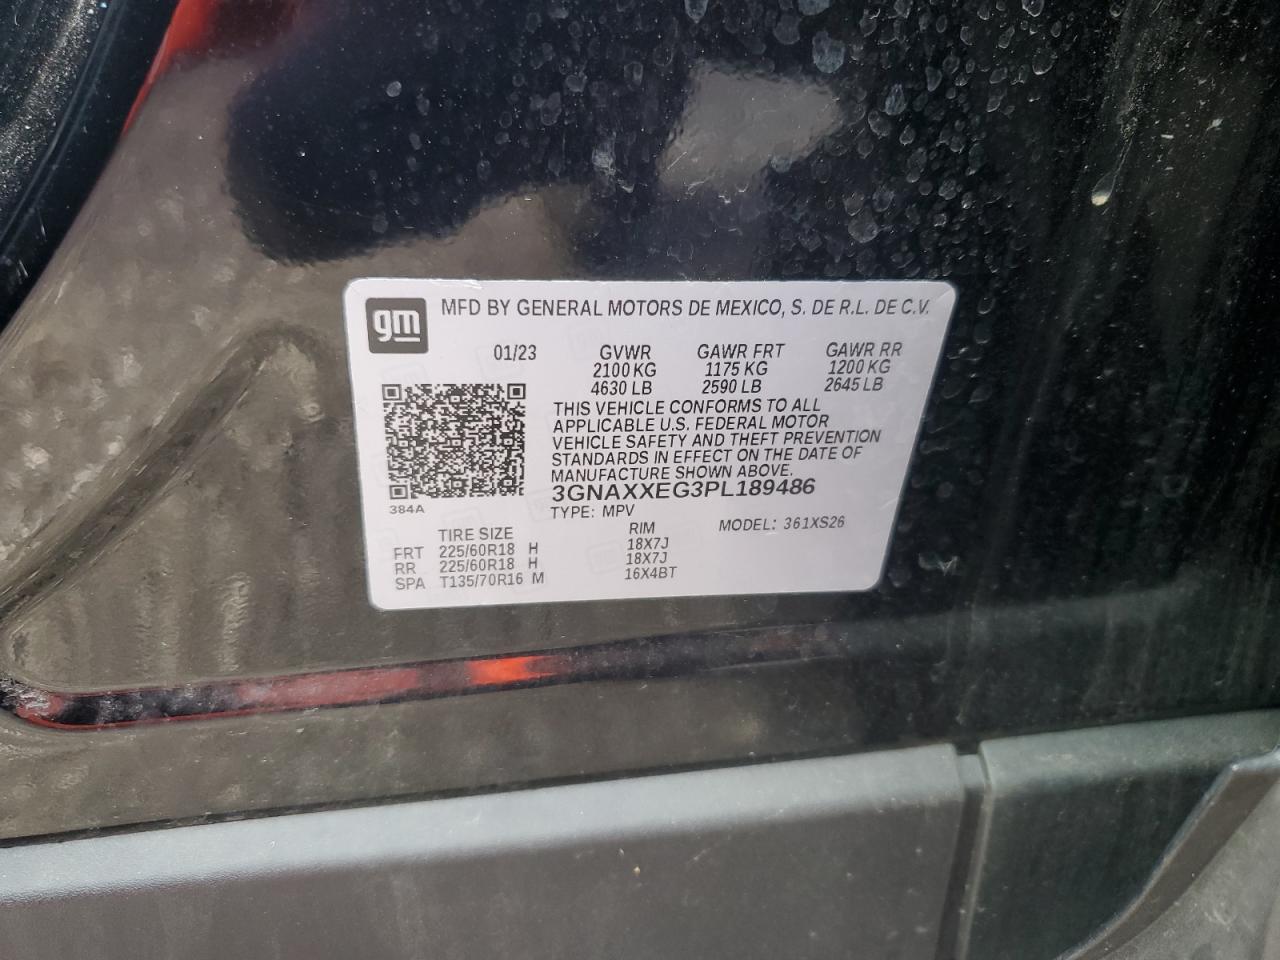 gm MFD BY GENERAL MOTORS DE MEXICO, S. DE R.L. DE C.V.
01/23 GVWR GAWR FRT GAWR RR
2100 KG 1175 KG 1200 KG
4630 LB 2590 LB 2645 LB
THIS VEHICLE CONFORMS TO ALL
APPLICABLE U.S. FEDERAL MOTOR
VEHICLE SAFETY AND THEFT PREVENTION
STANDARDS IN EFFECT ON THE DATE OF
MANUFACTURE SHOWN ABOVE.
3GNAXXEG3PL189486
384A
TYPE: MPV
MODEL: 361XS26
TIRE SIZE RIM
FRT 225/60R18 H 18X7J
RR 225/60R18 H 18X7J
SPA T135/70R16 M 16X4BT